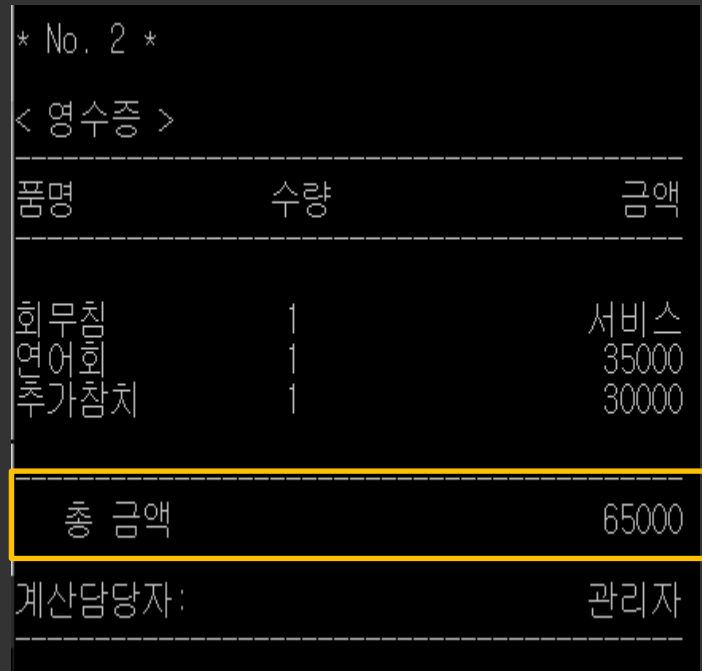 * No. 2 *
< 영수증 >
품명 수량 금액
회무침 1 서비스
연어회 1 35000
추가참치 1 30000
총 금액 65000
계산담당자: 관리자